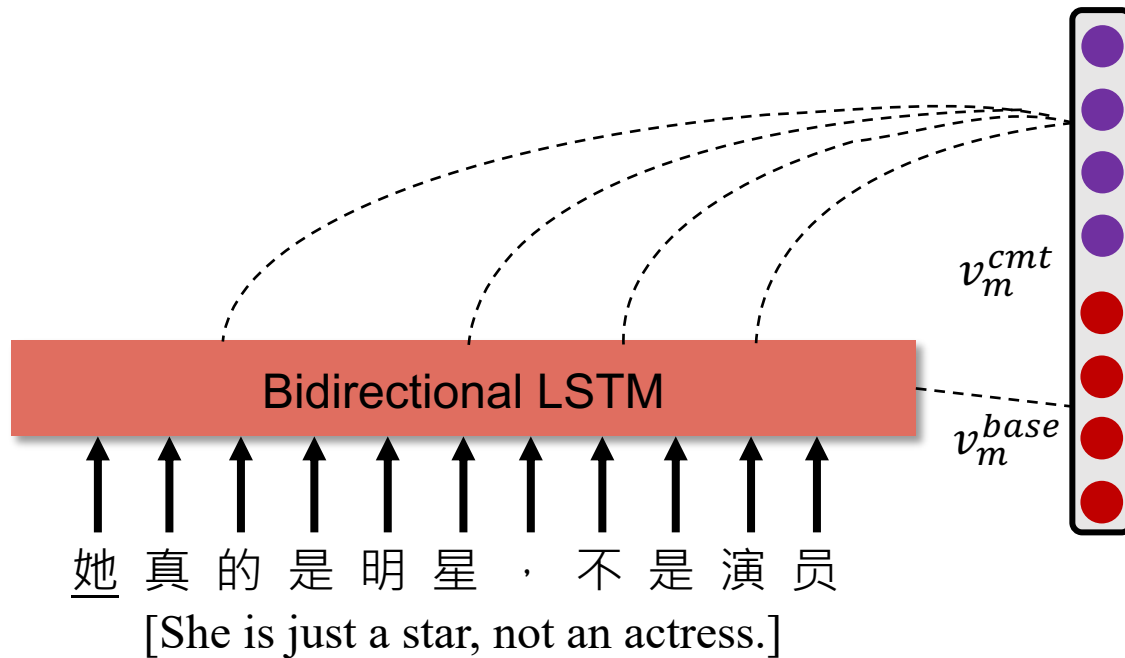 v_m^{cmt}
Bidirectional LSTM
v_m^{base}
她真的是明星，不是演员
[She is just a star, not an actress.]